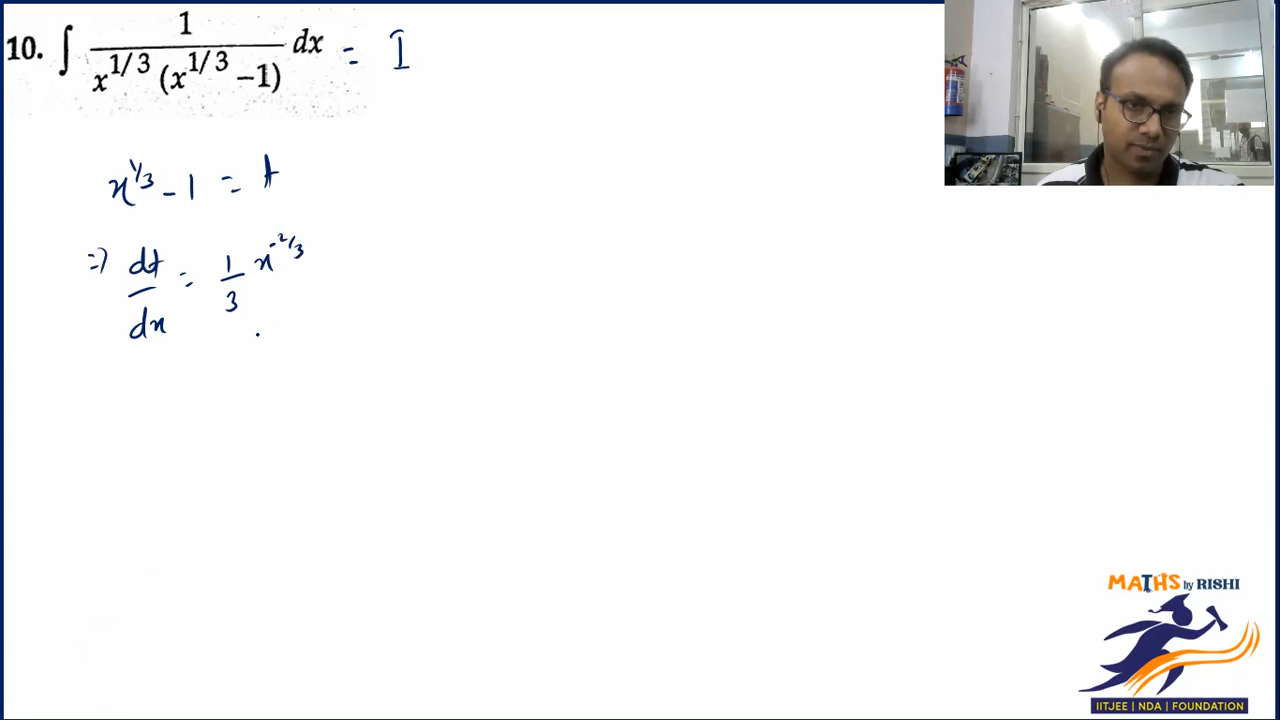 10. ∫ 1 / (x^{1/3} (x^{1/3} − 1)) dx = I
x^{1/3} − 1 = t
⇒ dt/dx = 1/3 x^{-2/3}
MATHS by RISHI
IITJEE | NDA | FOUNDATION